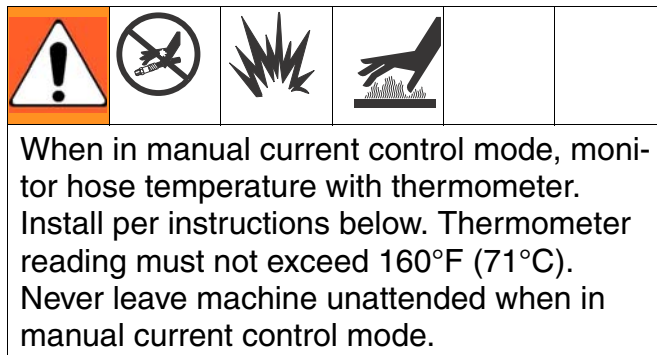 When in manual current control mode, moni-
tor hose temperature with thermometer.
Install per instructions below. Thermometer
reading must not exceed 160°F (71°C).
Never leave machine unattended when in
manual current control mode.